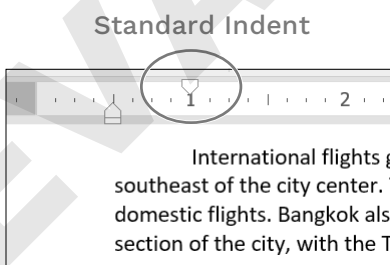 Standard Indent
1 2
International flights
southeast of the city center.
domestic flights. Bangkok als
section of the city, with the